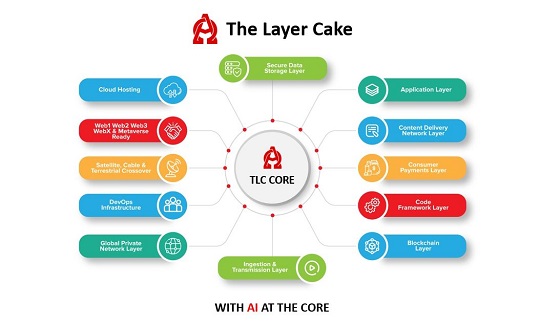 The Layer Cake
Secure Data
Storage Layer
Cloud Hosting
Application Layer
Web1 Web2 Web3
WebX & Metaverse
Ready
Content Delivery
Network Layer
Satellite, Cable &
Terrestrial Crossover
Consumer
Payments Layer
TLC CORE
DevOps
Infrastructure
Code
Framework Layer
Global Private
Network Layer
Blockchain
Layer
Ingestion &
Transmission Layer
WITH AI AT THE CORE